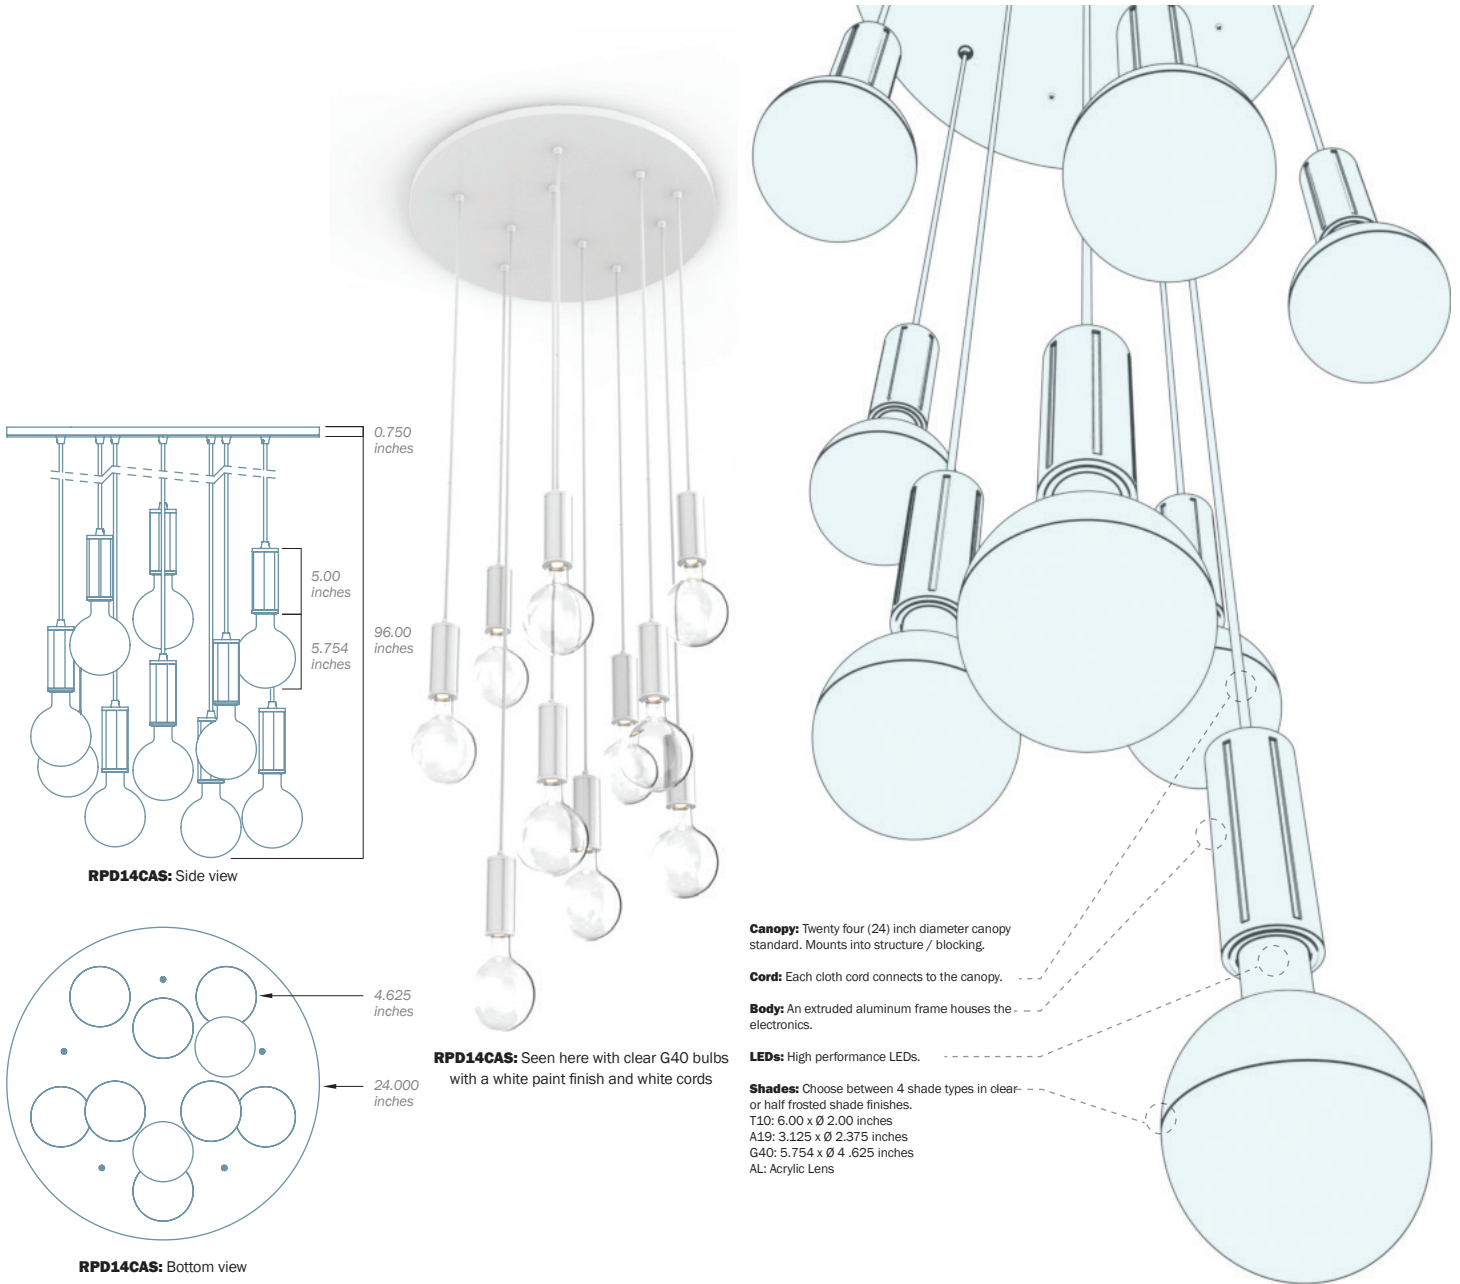 0.750
inches
5.00
inches
5.754
inches
96.00
inches
RPD14CAS: Side view
4.625
inches
24.000
inches
RPD14CAS: Bottom view
RPD14CAS: Seen here with clear G40 bulbs
with a white paint finish and white cords
Canopy: Twenty four (24) inch diameter canopy
standard. Mounts into structure / blocking.
Cord: Each cloth cord connects to the canopy.
Body: An extruded aluminum frame houses the
electronics.
LEDs: High performance LEDs.
Shades: Choose between 4 shade types in clear
or half frosted shade finishes.
T10: 6.00 x Ø 2.00 inches
A19: 3.125 x Ø 2.375 inches
G40: 5.754 x Ø 4 .625 inches
AL: Acrylic Lens